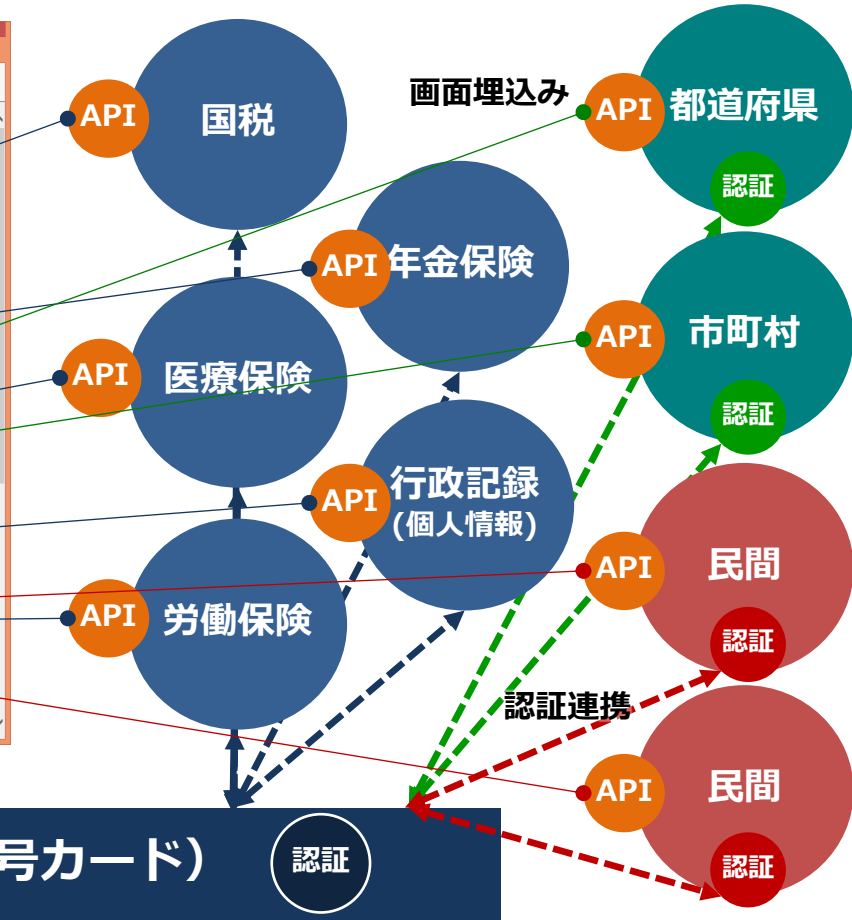 API
国税
画面埋込み
API
都道府県
認証
API
年金保険
API
医療保険
API
市町村
認証
API
行政記録
(個人情報)
API
労働保険
API
民間
認証
認証連携
API
民間
認証
号カード）
認証